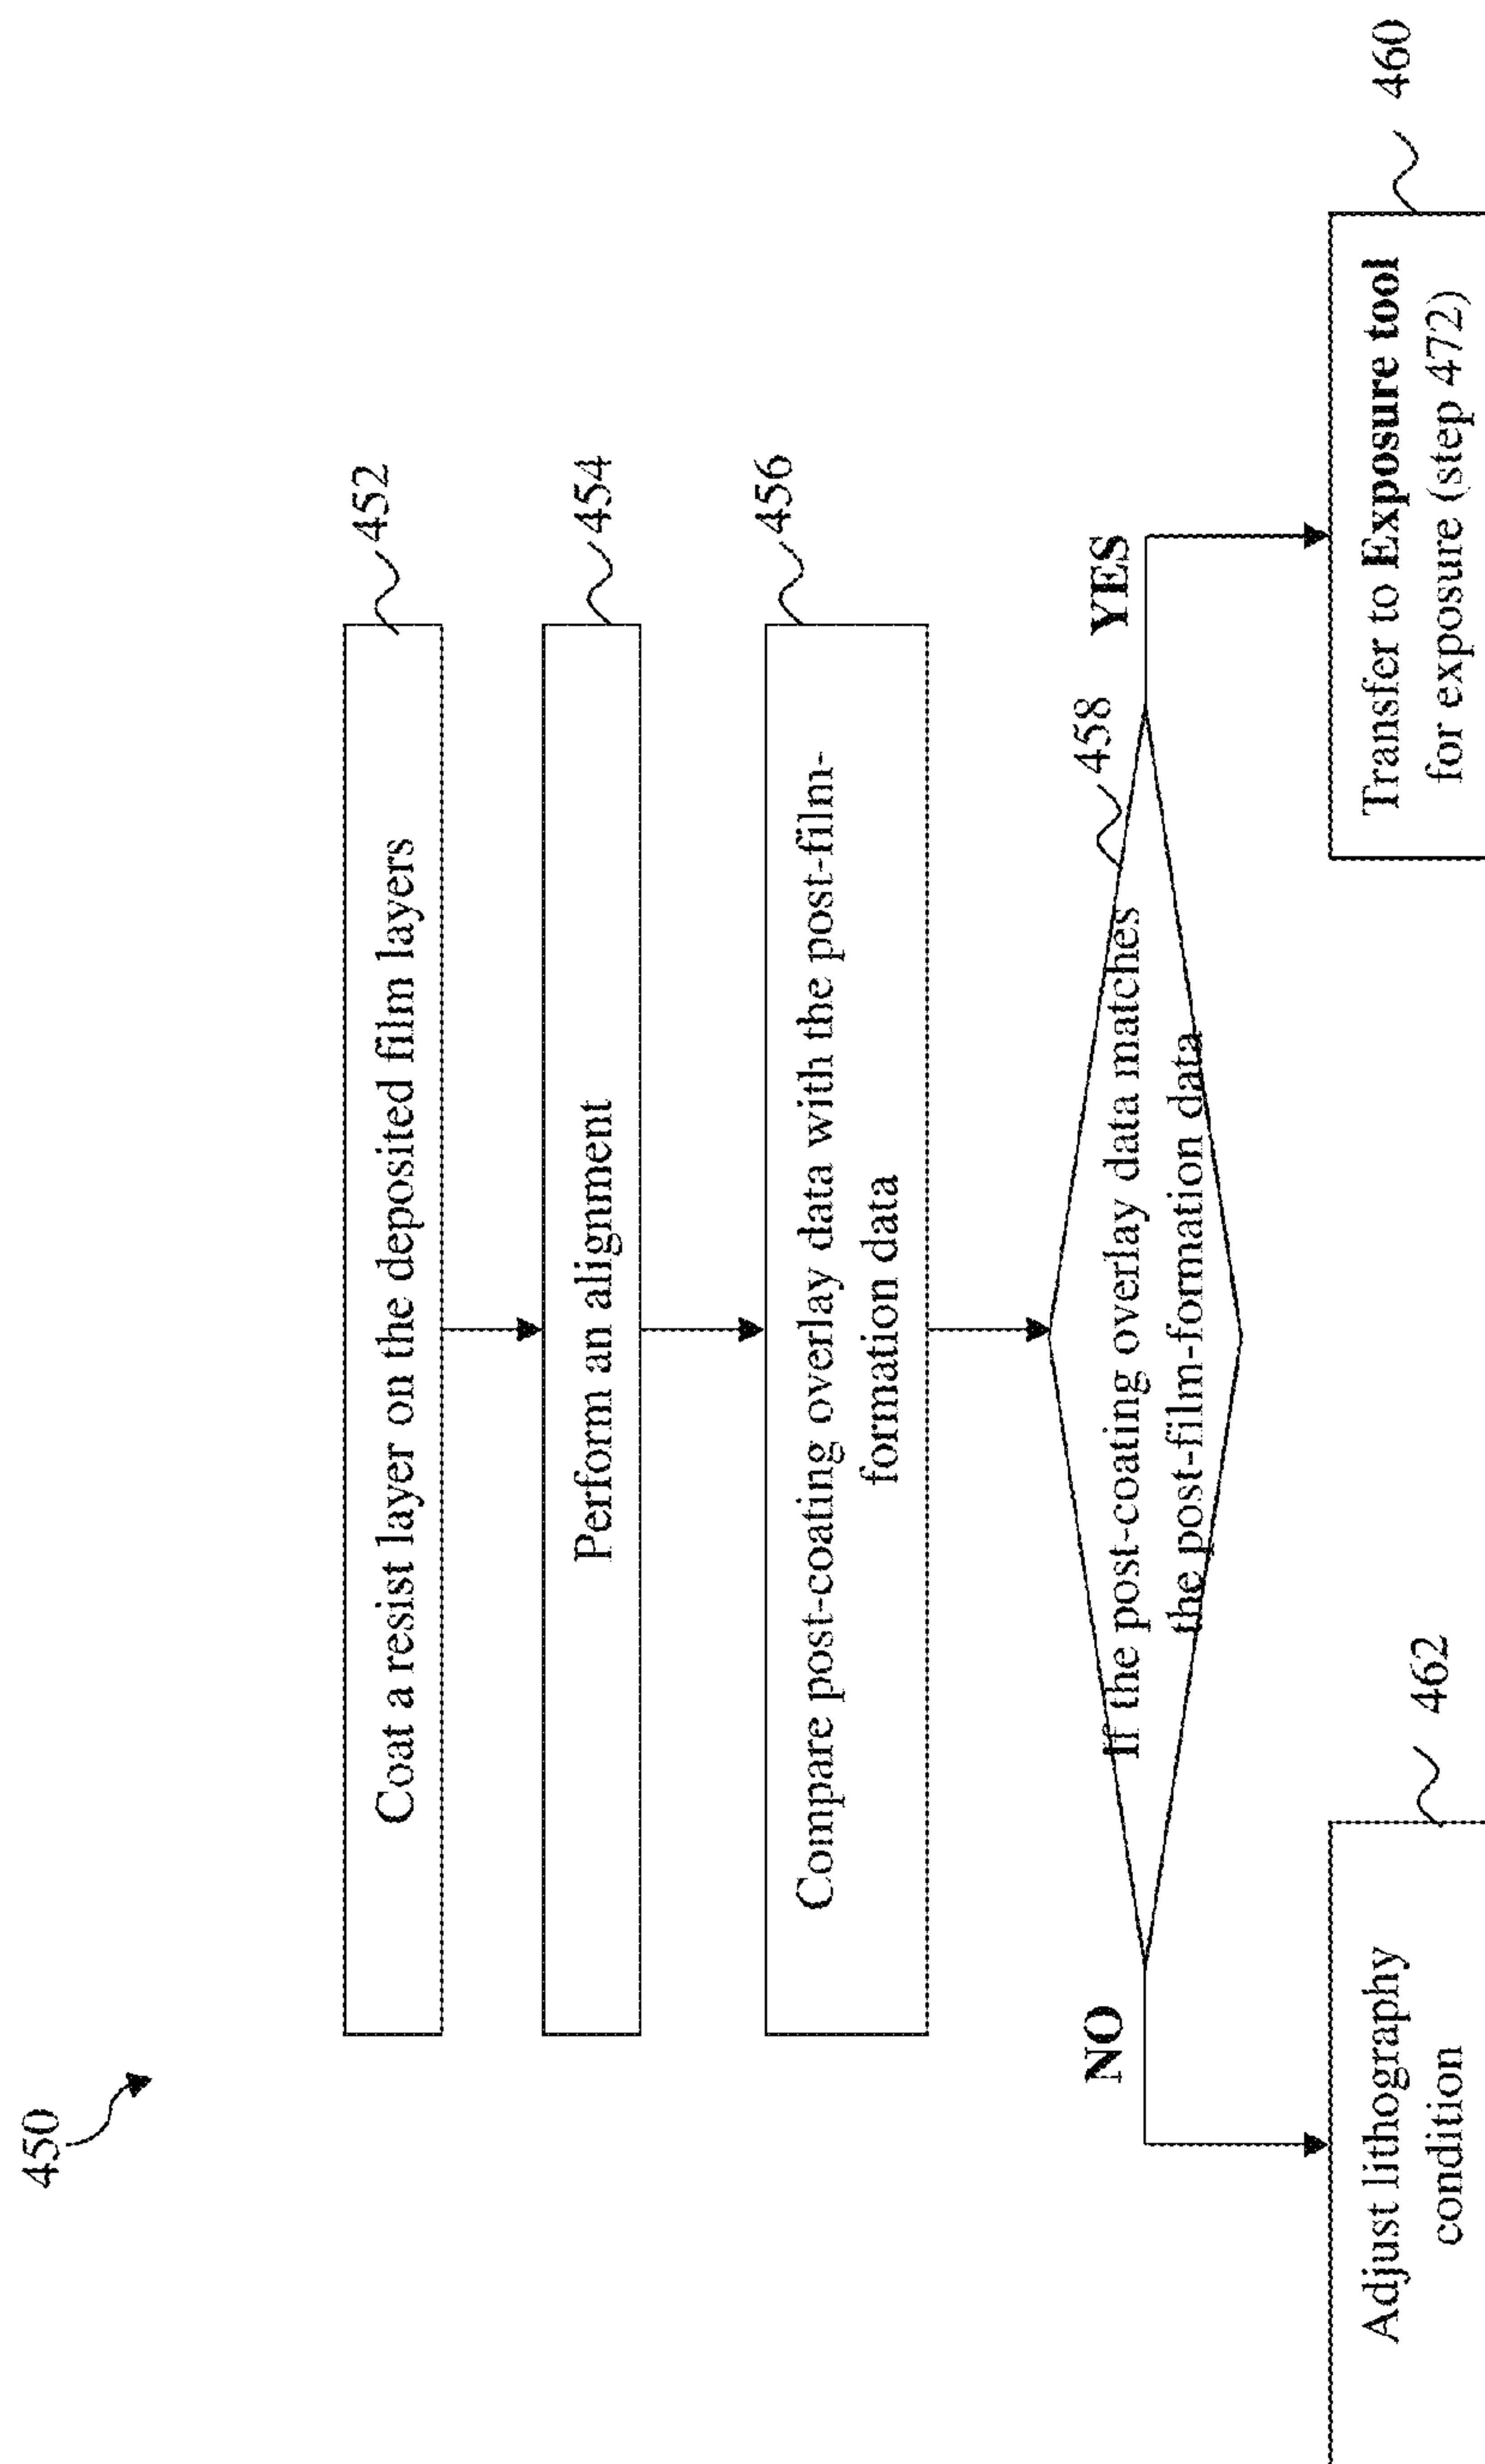 450
Coat a resist layer on the deposited film layers
452
Perform an alignment
454
Compare post-coating overlay data with the post-film-
formation data
456
If the post-coating overlay data matches
the post-film-formation data
458
NO
YES
Adjust lithography
condition
462
Transfer to Exposure tool
for exposure (step 472)
460